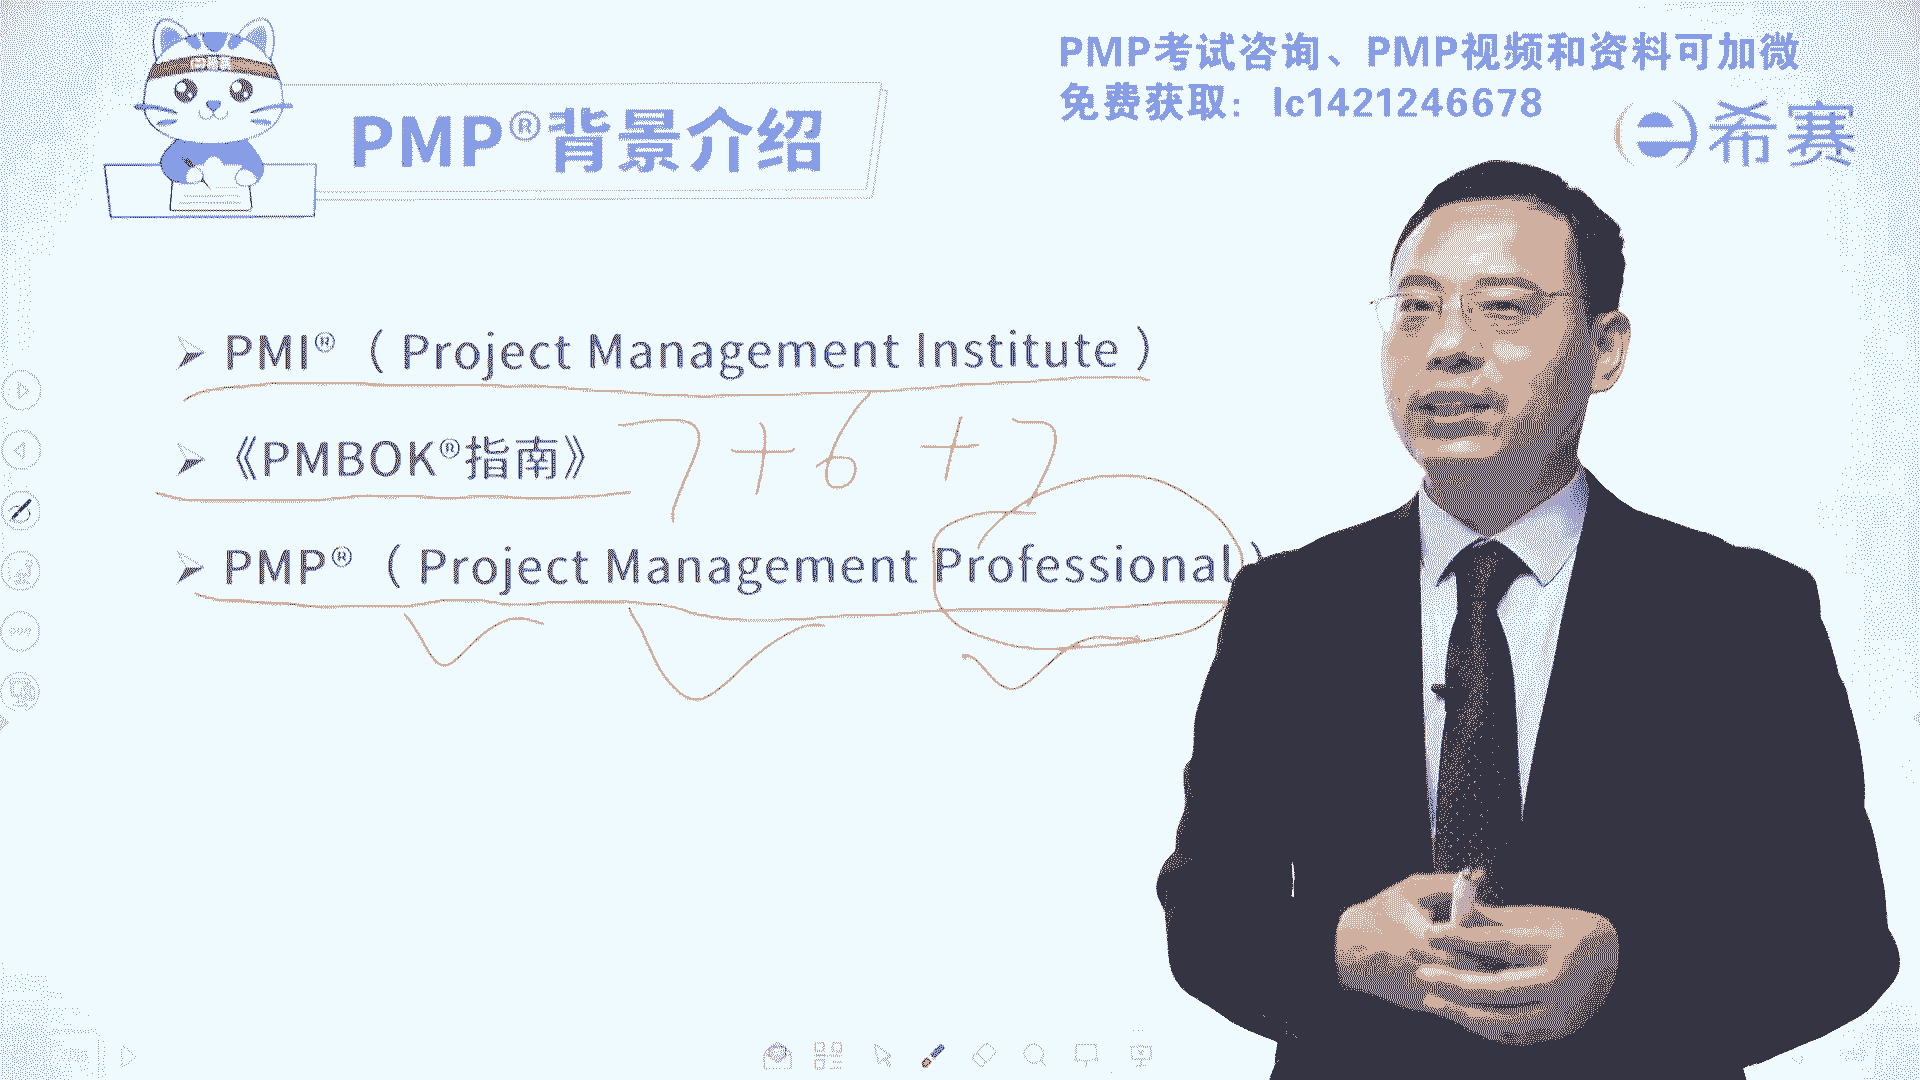 PMP考试咨询、PMP视频和资料可加微
免费获取：lc1421246678
希赛
PMP®背景介绍
➢ PMI®（ Project Management Institute ）
➢ 《PMBOK®指南》 7+6+7
➢ PMP®（ Project Management Professional ）